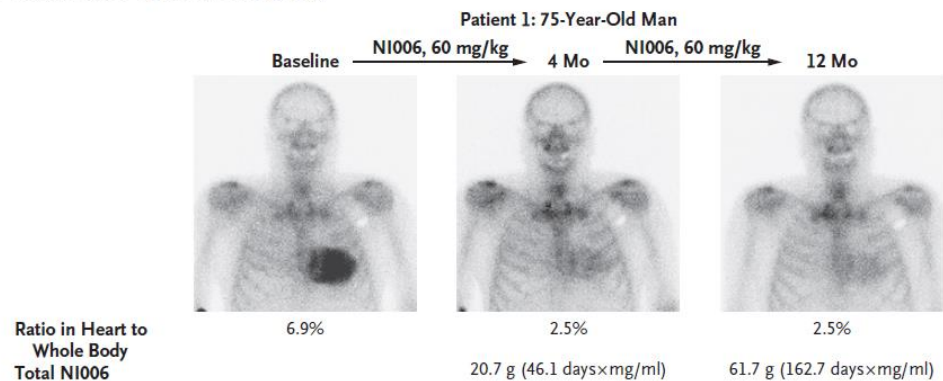 Patient 1: 75-Year-Old Man
Baseline NI006, 60 mg/kg 4 Mo NI006, 60 mg/kg 12 Mo
Ratio in Heart to 6.9% 2.5% 2.5%
Whole Body
Total NI006 20.7 g (46.1 days×mg/ml) 61.7 g (162.7 days×mg/ml)